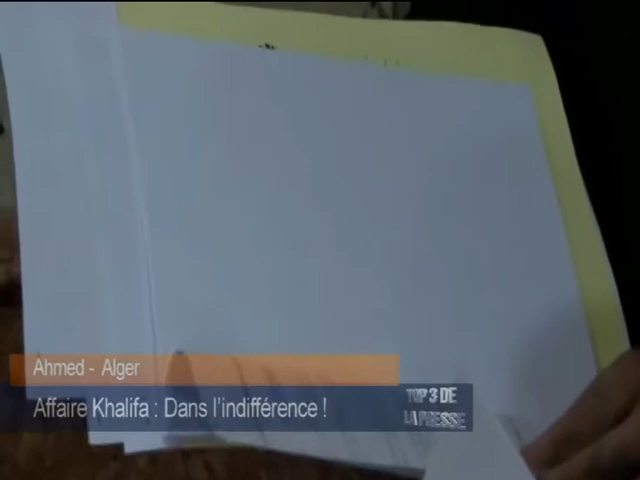 Ahmed - Alger
Affaire Khalifa : Dans l'indifférence !
TOP 3 DE
LA PRESSE